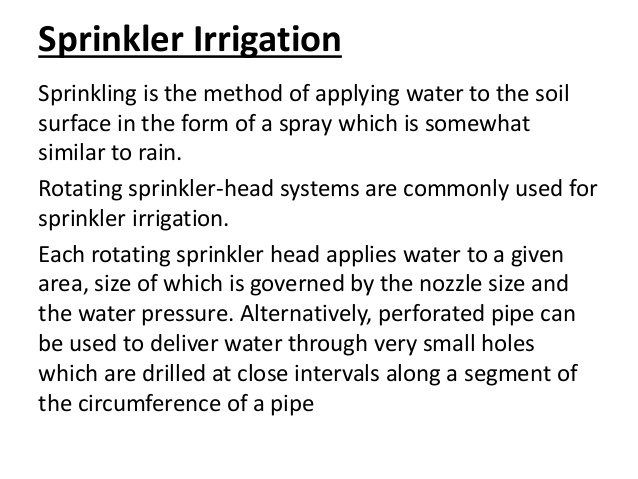 Sprinkler Irrigation
Sprinkling is the method of applying water to the soil
surface in the form of a spray which is somewhat
similar to rain.
Rotating sprinkler-head systems are commonly used for
sprinkler irrigation.
Each rotating sprinkler head applies water to a given
area, size of which is governed by the nozzle size and
the water pressure. Alternatively, perforated pipe can
be used to deliver water through very small holes
which are drilled at close intervals along a segment of
the circumference of a pipe